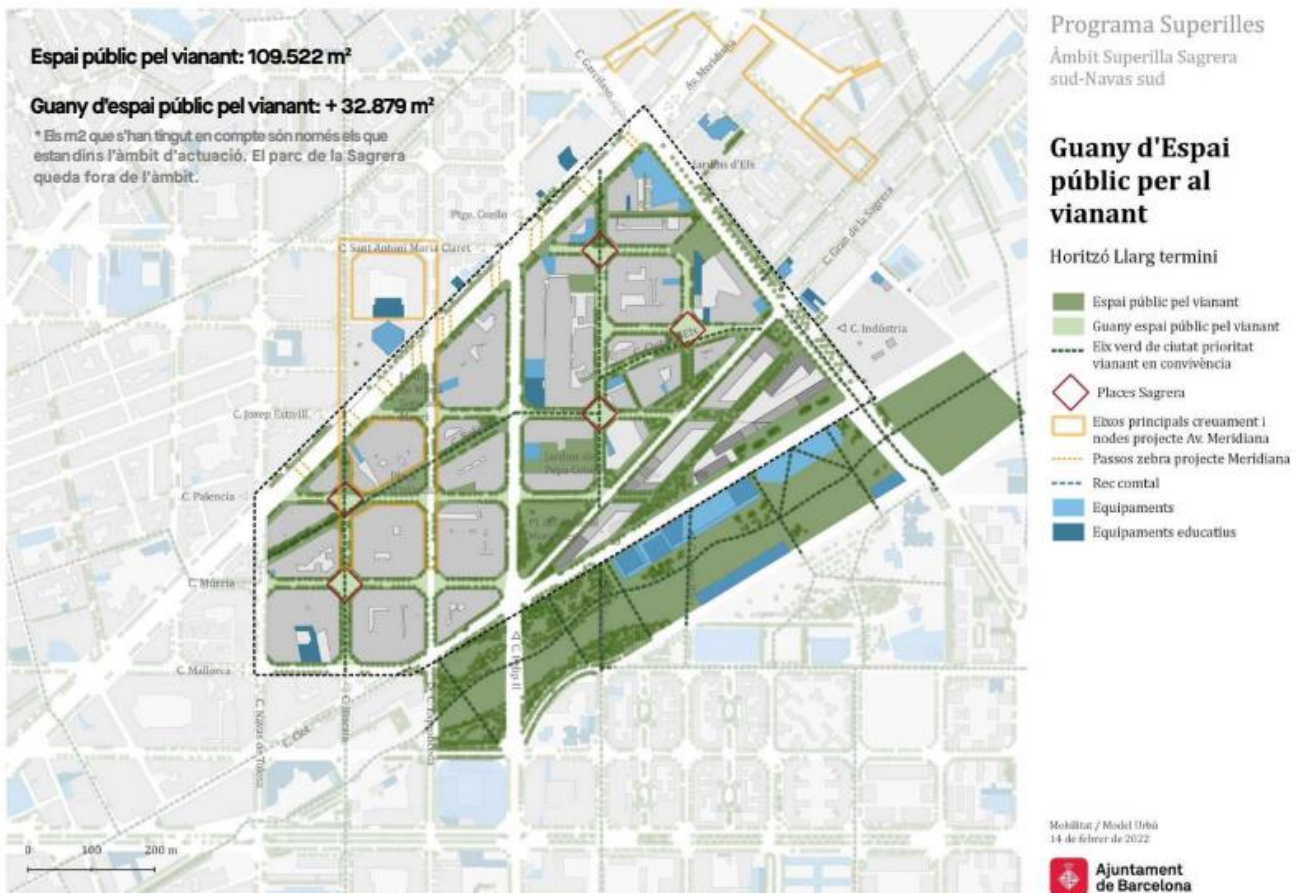 Espai públic pel vianant: 109.522 m²
Guany d'espai públic pel vianant: + 32.879 m²
* Els m2 que s'han tingut en compte són només els que
estan dins l'àmbit d'actuació. El parc de la Sagrera
queda fora de l'àmbit.
Programa Superilles
Àmbit Superilla Sagrera
sud-Navas sud
Guany d'Espai
públic per al
vianant
Horitzó Llarg termini
Espai públic pel vianant
Guany espai públic pel vianant
Eix verd de ciutat prioritat
vianant en convivència
Places Sagrera
Eixos principals creuament i
nodes projecte Av. Meridiana
Passos zebra projecte Meridiana
Rec comtal
Equipaments
Equipaments educatius
C. Garcilaso
Av. Meridiana
Jardins d'Els
Ptge. Coello
C. Gran de la Sagrera
C. Sant Antoni Maria Claret
C. Indústria
C. Josep Estivill
C. Palencia
C. Múrcia
C. Mallorca
C. Navas de Tolosa
C. Clot
C. Felip II
0 100 200 m
Mobilitat / Model Urbà
14 de febrer de 2022
Ajuntament
de Barcelona